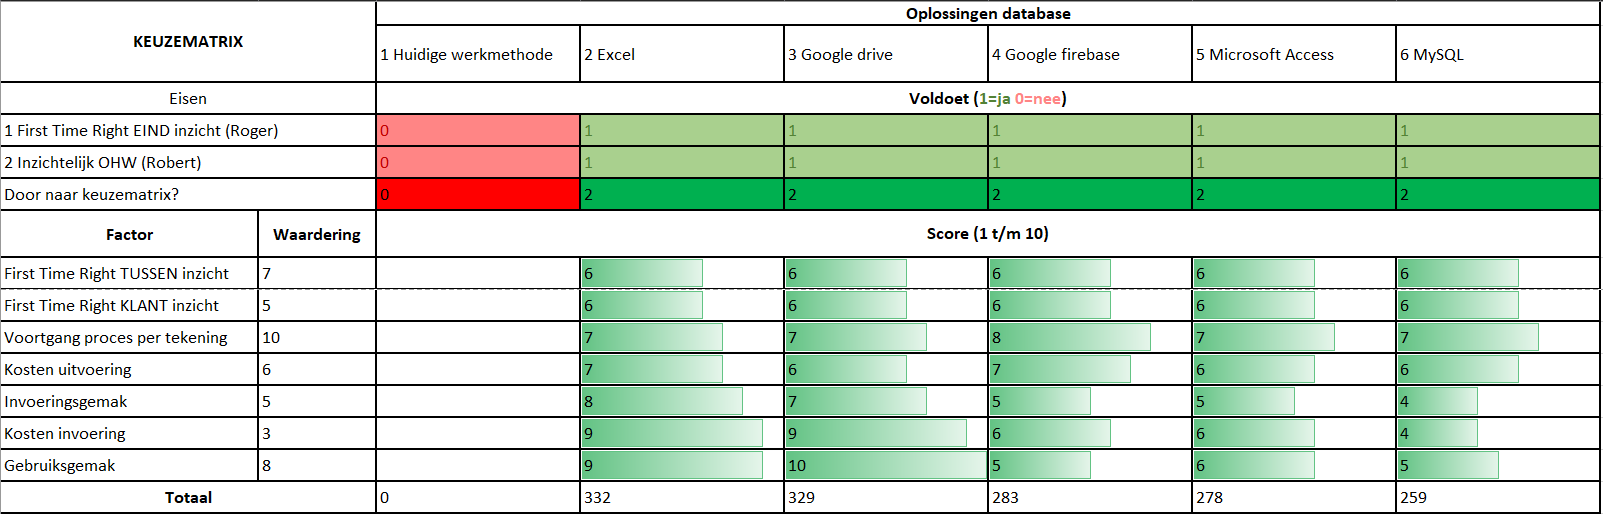 KEUZEMATRIX
Oplossingen database
1 Huidige werkmethode 2 Excel 3 Google drive 4 Google firebase 5 Microsoft Access 6 MySQL
Eisen Voldoet (1=ja 0=nee)
1 First Time Right EIND inzicht (Roger) 0 1 1 1 1 1
2 Inzichtelijk OHW (Robert) 0 1 1 1 1 1
Door naar keuzematrix? 0 2 2 2 2 2
Factor Waardering Score (1 t/m 10)
First Time Right TUSSEN inzicht 7 6 6 6 6 6
First Time Right KLANT inzicht 5 6 6 6 6 6
Voortgang proces per tekening 10 7 7 8 7 7
Kosten uitvoering 6 7 6 7 6 6
Invoeringsgemak 5 8 7 5 5 4
Kosten invoering 3 9 9 6 6 4
Gebruiksgemak 8 9 10 5 6 5
Totaal 0 332 329 283 278 259